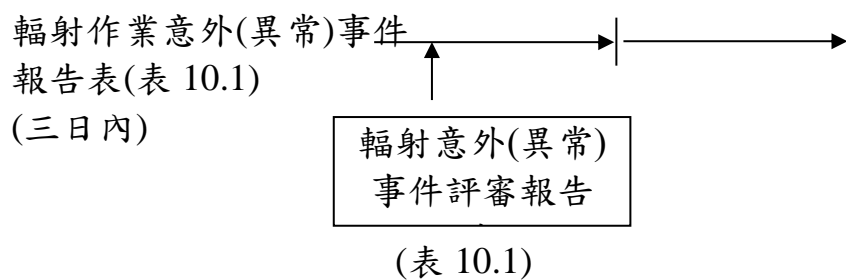 輻射作業意外(異常)事件
報告表(表 10.1)
(三日內)
輻射意外(異常)
事件評審報告
(表 10.1)